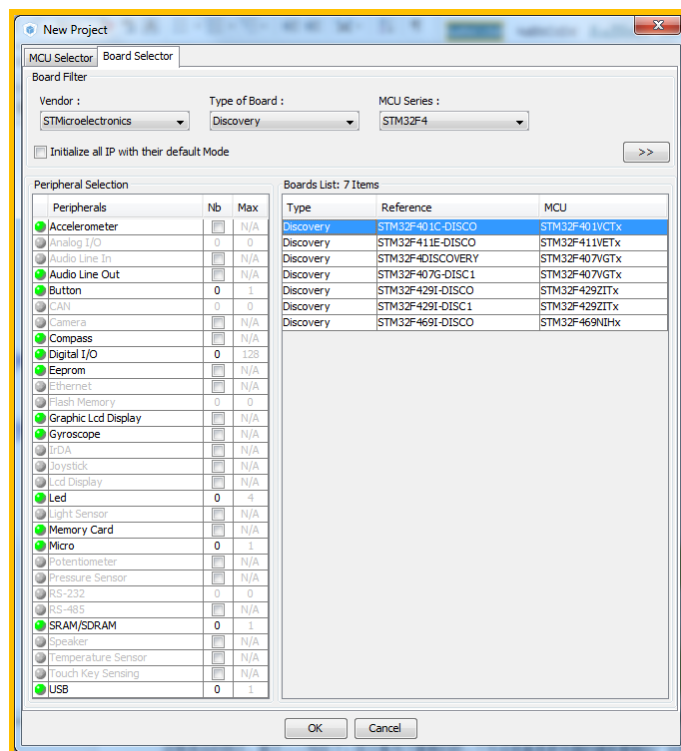 New Project
MCU Selector Board Selector
Board Filter
Vendor : Type of Board : MCU Series :
STMicroelectronics Discovery STM32F4
Initialize all IP with their default Mode >>
Peripheral Selection Boards List: 7 Items
Peripherals Nb Max Type Reference MCU
Accelerometer N/A Discovery STM32F401C-DISCO STM32F401VCTx
Analog I/O 0 0 Discovery STM32F411E-DISCO STM32F411VETx
Audio Line In N/A Discovery STM32F4DISCOVERY STM32F407VGTx
Audio Line Out N/A Discovery STM32F407G-DISC1 STM32F407VGTx
Button 0 1 Discovery STM32F429I-DISCO STM32F429ZITx
CAN 0 0 Discovery STM32F429I-DISC1 STM32F429ZITx
Camera N/A Discovery STM32F469I-DISCO STM32F469NIHx
Compass N/A
Digital I/O 0 128
Eeprom N/A
Ethernet N/A
Flash Memory 0 0
Graphic Lcd Display N/A
Gyroscope N/A
IrDA N/A
Joystick N/A
Lcd Display N/A
Led 0 4
Light Sensor N/A
Memory Card N/A
Micro 0 1
Potentiometer N/A
Pressure Sensor N/A
RS-232 0 0
RS-485 N/A
SRAM/SDRAM 0 1
Speaker N/A
Temperature Sensor N/A
Touch Key Sensing N/A
USB 0 1
OK Cancel